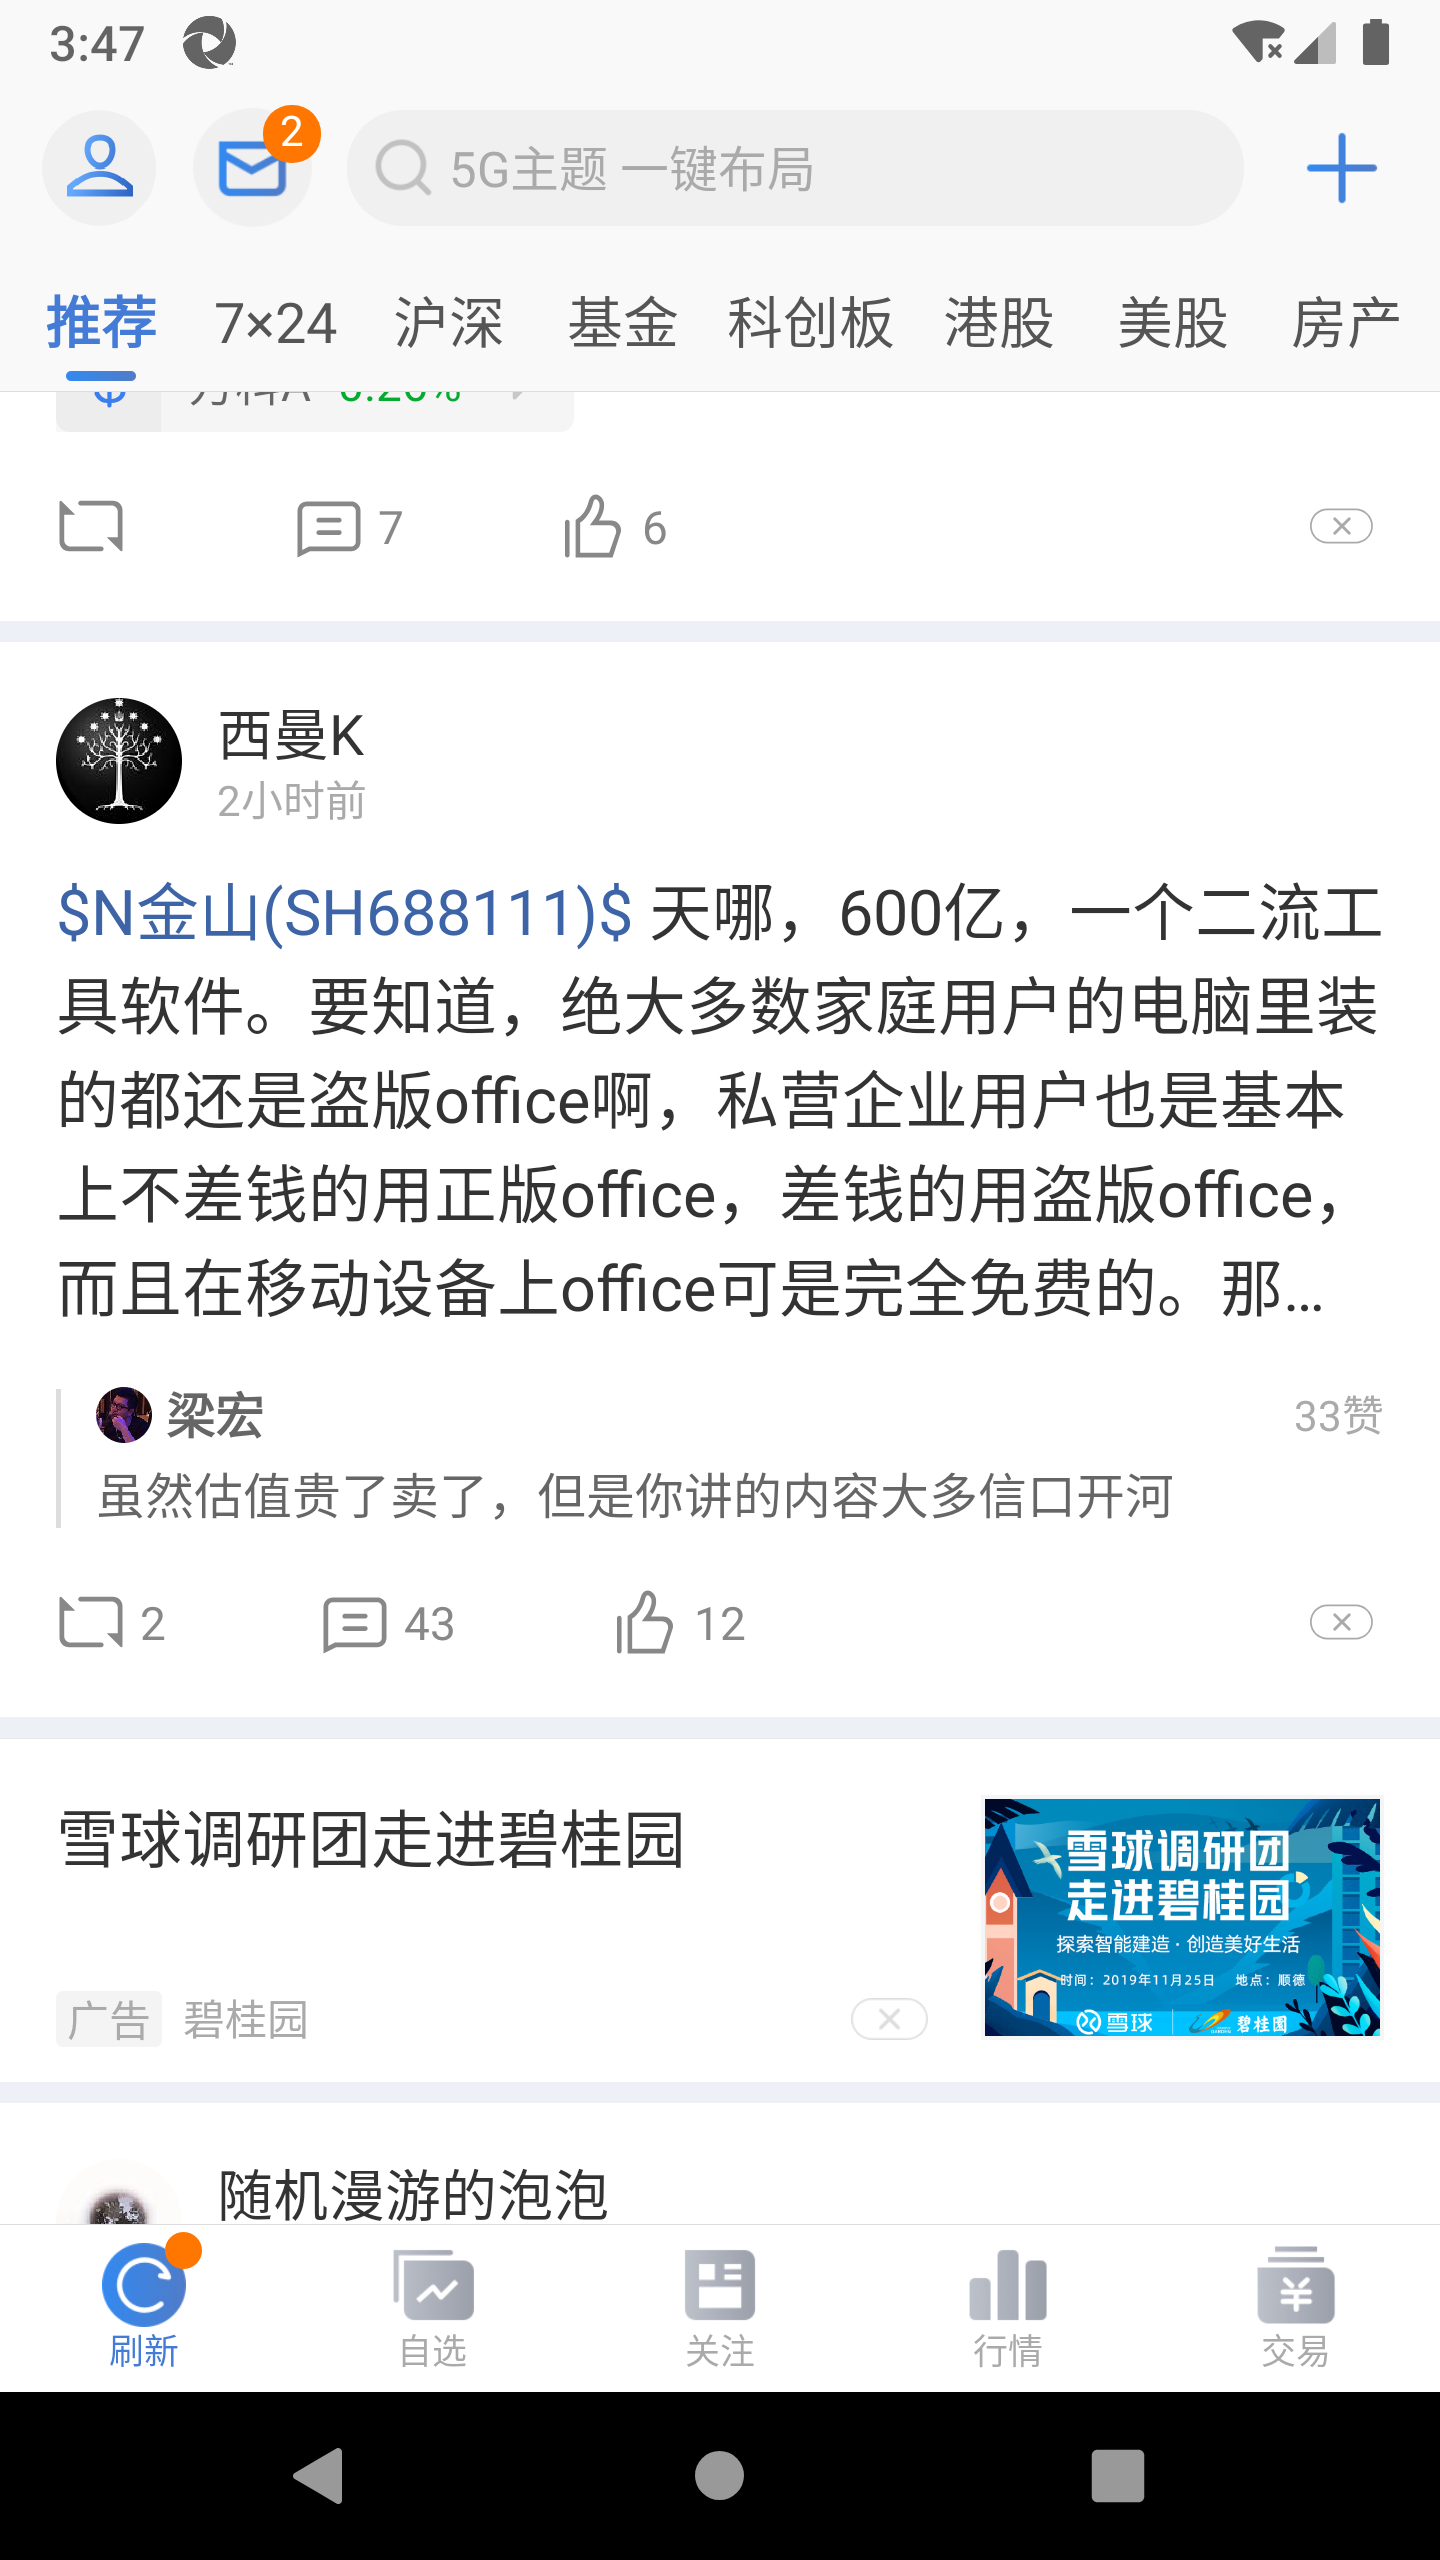 3:47
2
5G主题 一键布局
推荐 7×24 沪深 基金 科创板 港股 美股 房产
7 6
西曼K
2小时前
$N金山(SH688111)$ 天哪，600亿，一个二流工
具软件。要知道，绝大多数家庭用户的电脑里装
的都还是盗版office啊，私营企业用户也是基本
上不差钱的用正版office，差钱的用盗版office，
而且在移动设备上office可是完全免费的。那...
梁宏 33赞
虽然估值贵了卖了，但是你讲的内容大多信口开河
2 43 12
雪球调研团走进碧桂园
雪球调研团
走进碧桂园
探索智能建造·创造美好生活
时间：2019年11月25日 地点：顺德
雪球 碧桂园
广告 碧桂园
随机漫游的泡泡
刷新 自选 关注 行情 交易